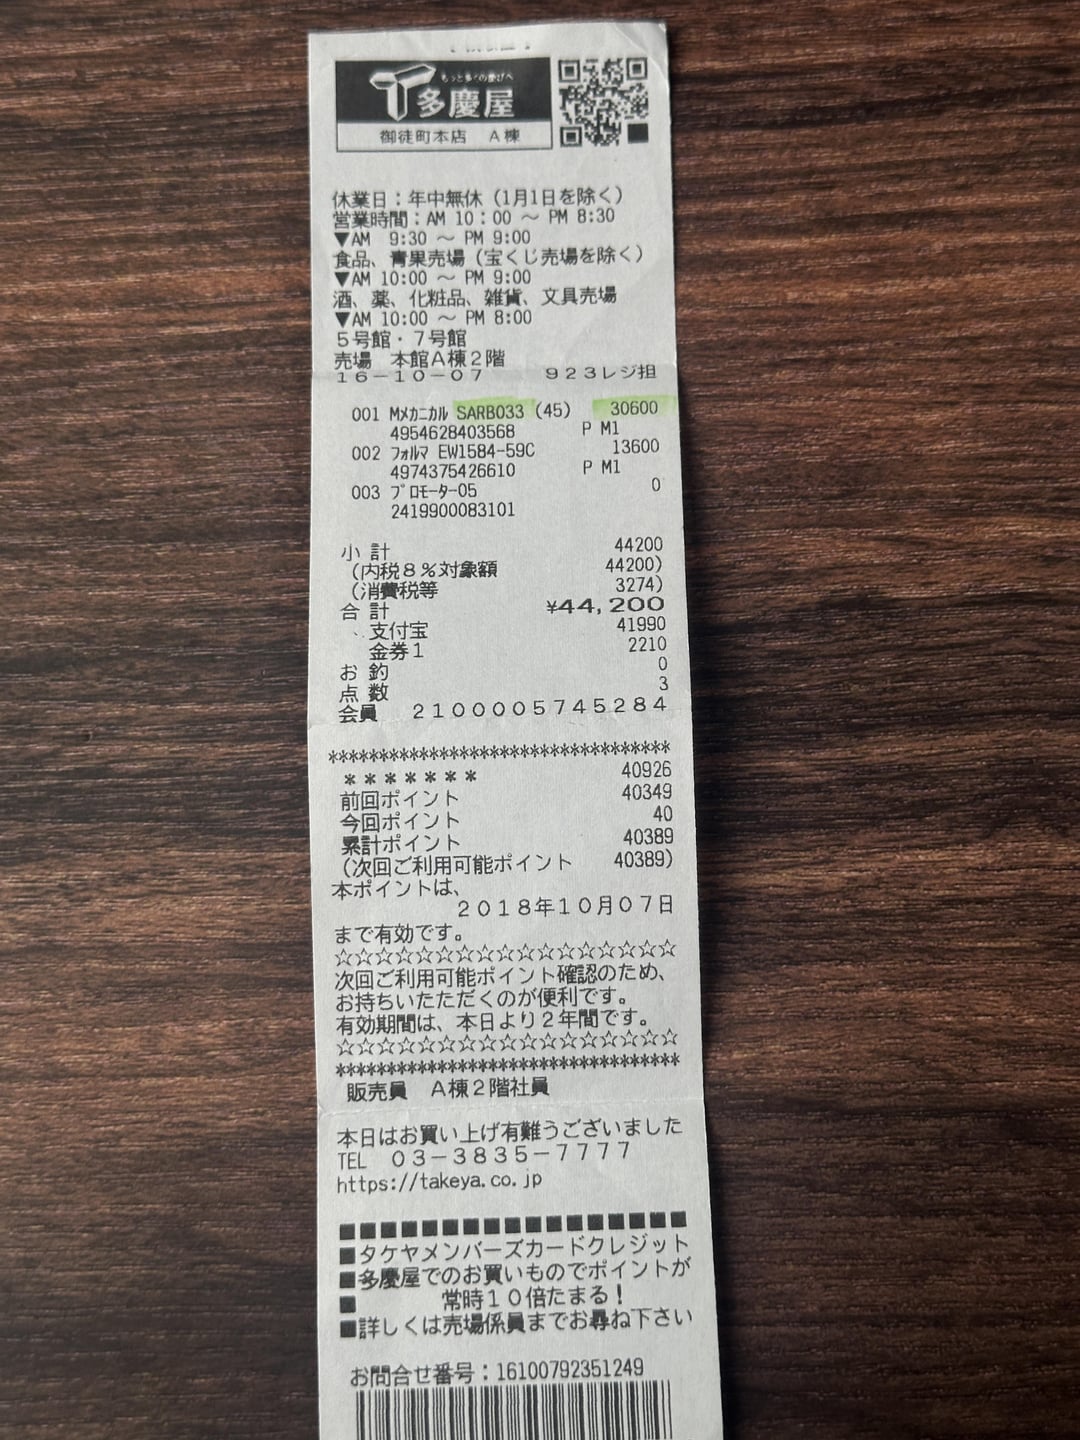 もっと多くの慶びへ
多慶屋
御徒町本店 A棟
休業日：年中無休（1月1日を除く）
営業時間：AM 10：00 ～ PM 8:30
▼AM 9:30 ～ PM 9:00
食品、青果売場（宝くじ売場を除く）
▼AM 10:00 ～ PM 9:00
酒、薬、化粧品、雑貨、文具売場
▼AM 10:00 ～ PM 8:00
５号館・７号館
売場 本館A棟２階
１６－１０－０７ ９２３レジ担
001 Mﾒｶﾆｶﾙ SARB033 (45) 30600
4954628403568 P M1
002 ﾌｫﾙﾏ EW1584-59C 13600
4974375426610 P M1
003 ﾌﾟﾛﾓｰﾀｰ05 0
2419900083101
小 計 44200
（内税８％対象額 44200）
（消費税等 3274）
合 計 ¥44,200
支付宝 41990
金券１ 2210
お 釣 0
点 数 3
会員 ２１００００５７４５２８４
*********************************
＊＊＊＊＊＊＊ 40926
前回ポイント 40349
今回ポイント 40
累計ポイント 40389
（次回ご利用可能ポイント 40389）
本ポイントは、
２０１８年１０月０７日
まで有効です。
☆☆☆☆☆☆☆☆☆☆☆☆☆☆☆☆☆
次回ご利用可能ポイント確認のため、
お持ちいたただくのが便利です。
有効期間は、本日より２年間です。
☆☆☆☆☆☆☆☆☆☆☆☆☆☆☆☆☆
*********************************
販売員 A棟２階社員
本日はお買い上げ有難うございました
TEL ０３－３８３５－７７７７
https://takeya.co.jp
■■■■■■■■■■■■■■■■■
■タケヤメンバーズカードクレジット
■多慶屋でのお買いものでポイントが
■ 常時１０倍たまる！
■詳しくは売場係員までお尋ね下さい
お問合せ番号：16100792351249